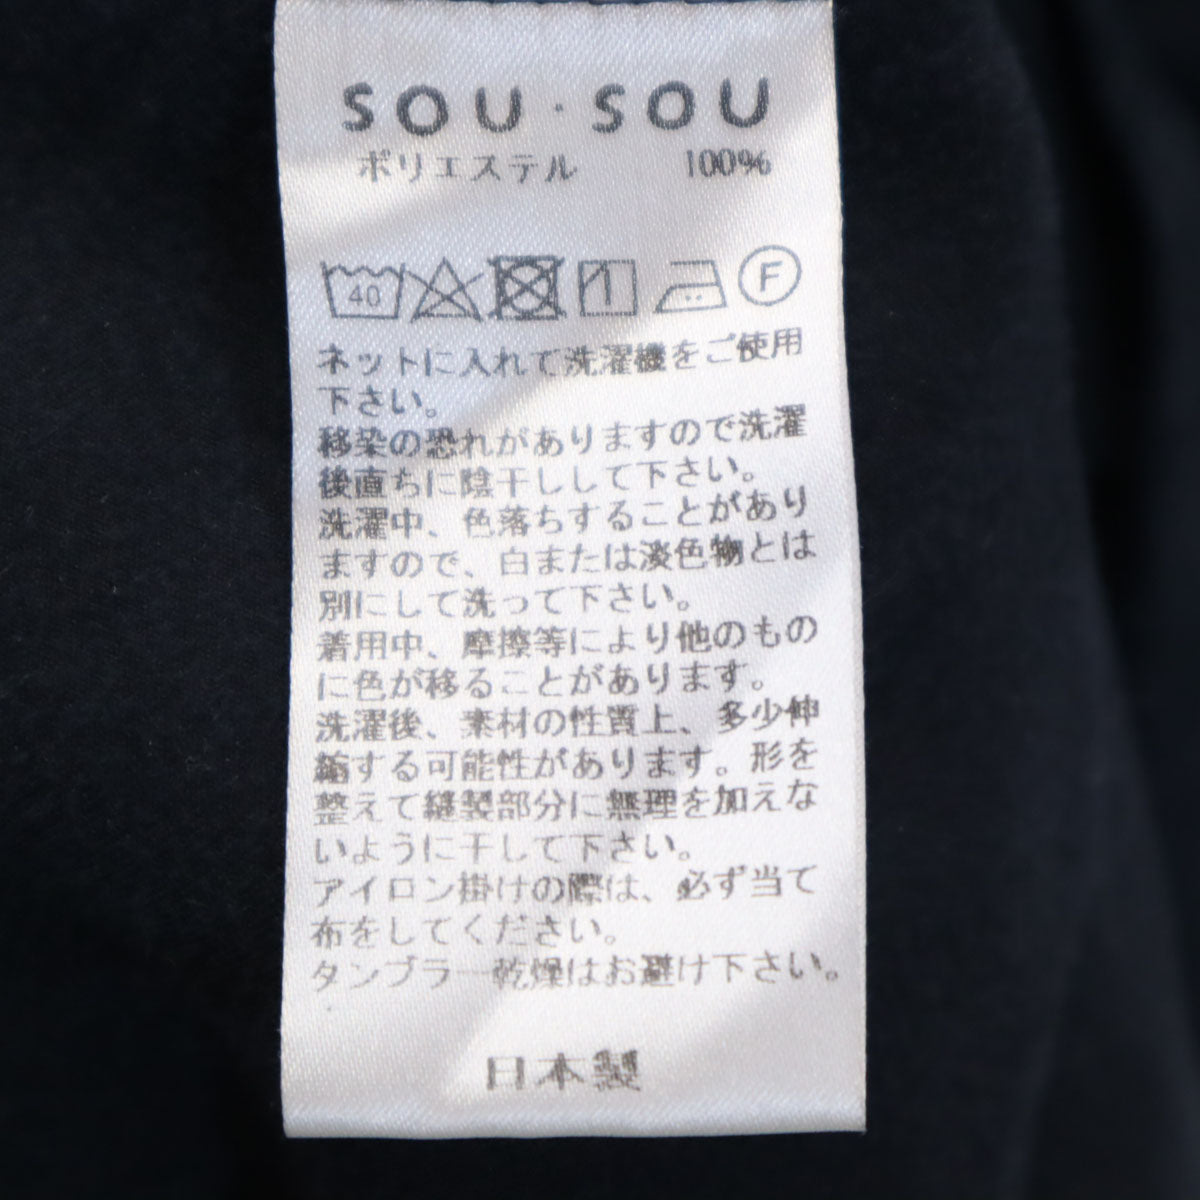 SOU・SOU
ポリエステル 100%
40 F
ネットに入れて洗濯機をご使用
下さい。
移染の恐れがありますので洗濯
後直ちに陰干しして下さい。
洗濯中、色落ちすることがあり
ますので、白または淡色物とは
別にして洗って下さい。
着用中、摩擦等により他のもの
に色が移ることがあります。
洗濯後、素材の性質上、多少伸
縮する可能性があります。形を
整えて縫製部分に無理を加えな
いように干して下さい。
アイロン掛けの際は、必ず当て
布をしてください。
タンブラー乾燥はお避け下さい。
日本製